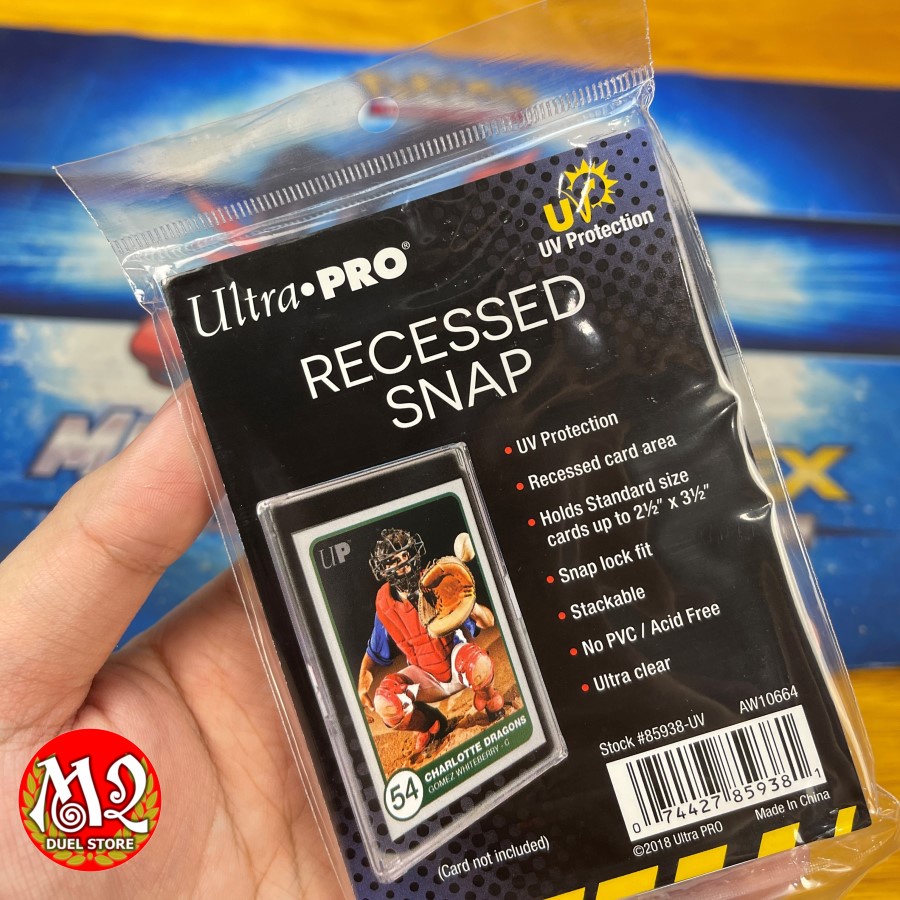 UV
UV Protection
Ultra•PRO®
RECESSED
SNAP
• UV Protection
• Recessed card area
• Holds Standard size
cards up to 2½" x 3½"
• Snap lock fit
• Stackable
• No PVC / Acid Free
• Ultra clear
UP
54
CHARLOTTE DRAGONS
GOMEZ WHITEBERRY - C
(Card not included)
Stock #85938-UV
AW10664
0 74427 85938 1
©2018 Ultra PRO
Made In China
M2
DUEL STORE